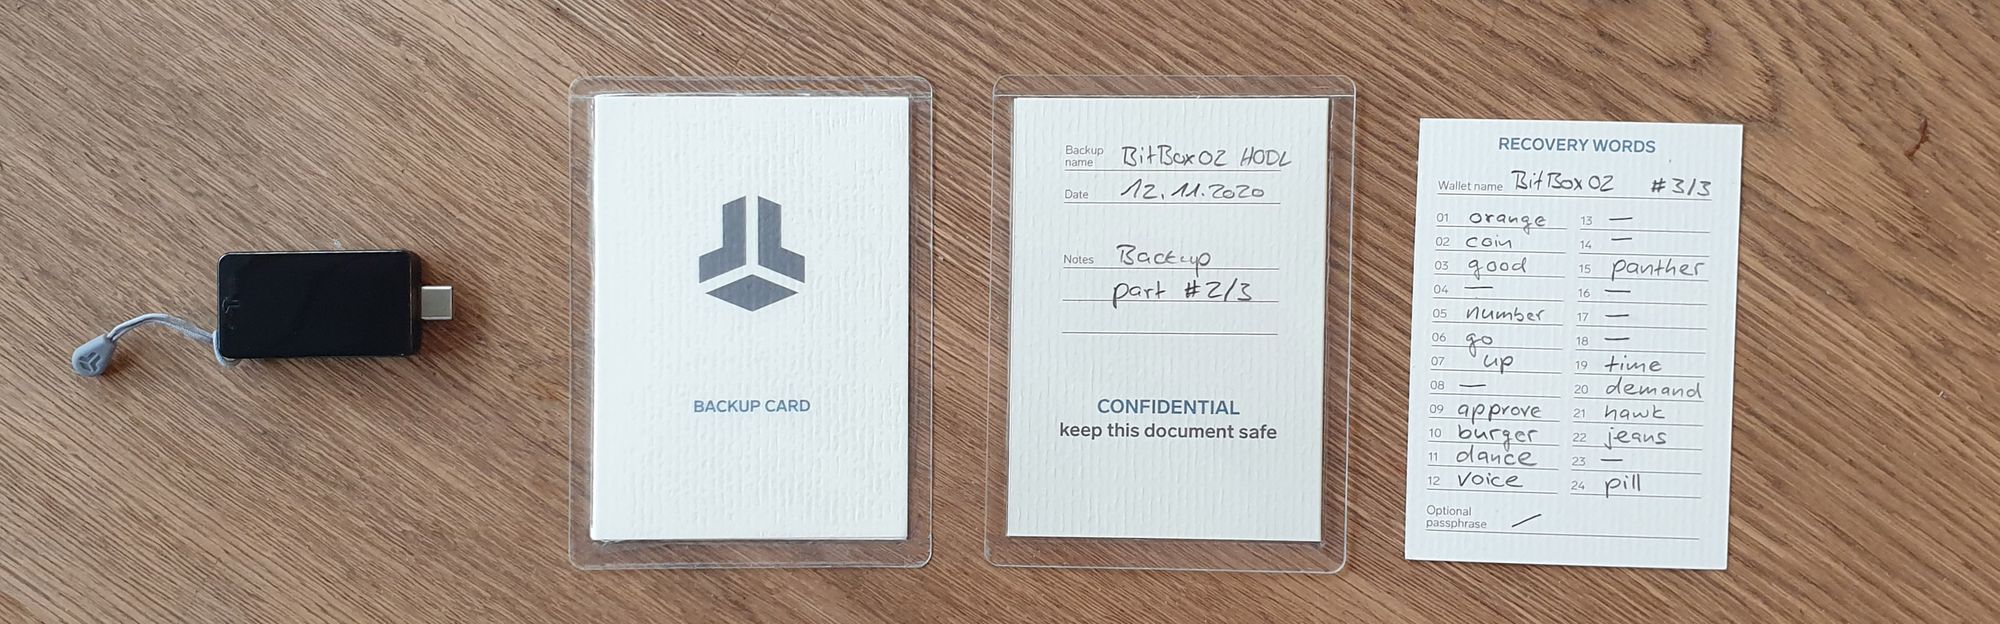 BACKUP CARD
Backup name BitBox02 HODL
Date 12.11.2020
Notes Backup
part #2/3
CONFIDENTIAL
keep this document safe
RECOVERY WORDS
Wallet name BitBox02 #3/3
01 orange
02 coin
03 good
04 —
05 number
06 go
07 up
08 —
09 approve
10 burger
11 dance
12 voice
13 —
14 —
15 panther
16 —
17 —
18 —
19 time
20 demand
21 hawk
22 jeans
23 —
24 pill
Optional
passphrase /